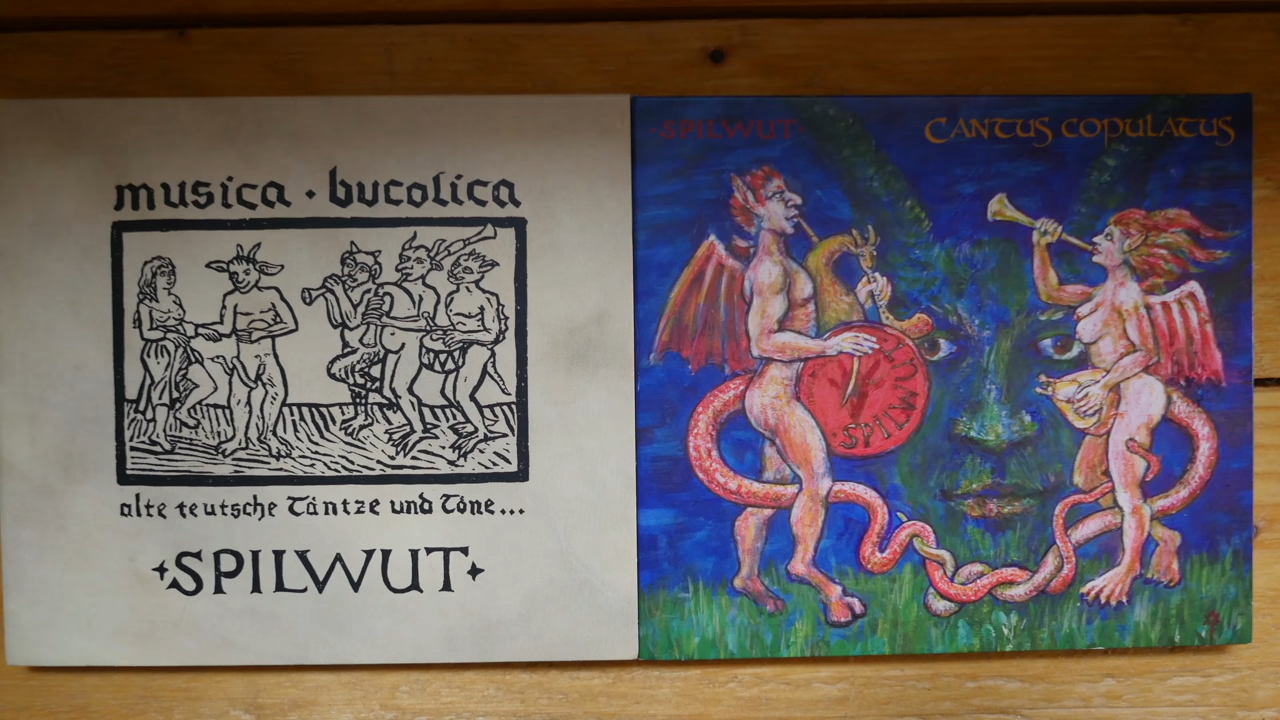 musica · bucolica
alte teutsche Täntze und Töne...
·SPILWUT·
·SPILWUT·
CANTUS COPULATUS
·SPILWUT·